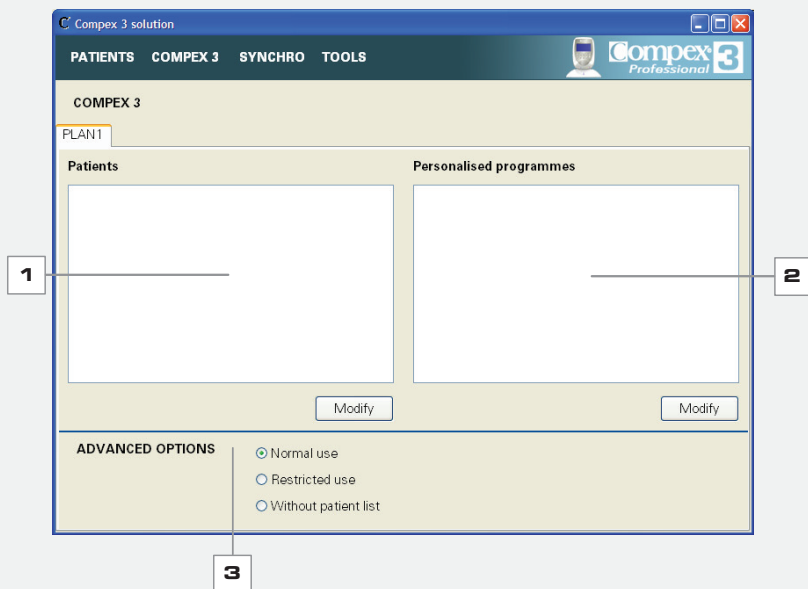 Compex 3 solution
PATIENTS COMPEX 3 SYNCHRO TOOLS
Compex 3
Professional
COMPEX 3
PLAN1
Patients Personalised programmes
1
2
Modify Modify
ADVANCED OPTIONS
Normal use
Restricted use
Without patient list
3